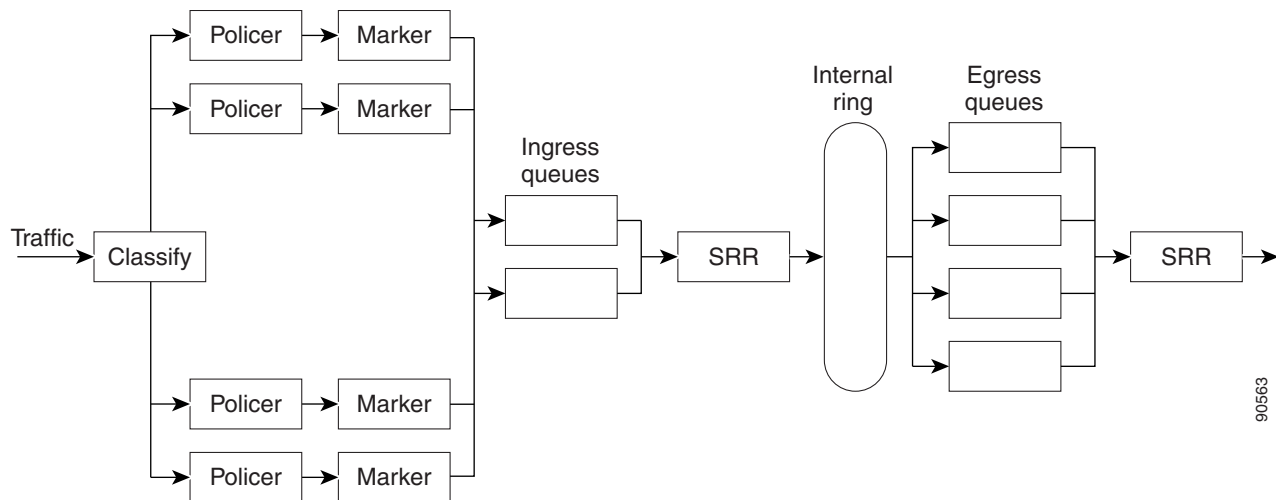 Policer
Marker
Policer
Marker
Internal
ring
Egress
queues
Ingress
queues
Traffic
Classify
SRR
SRR
Policer
Marker
Policer
Marker
90563